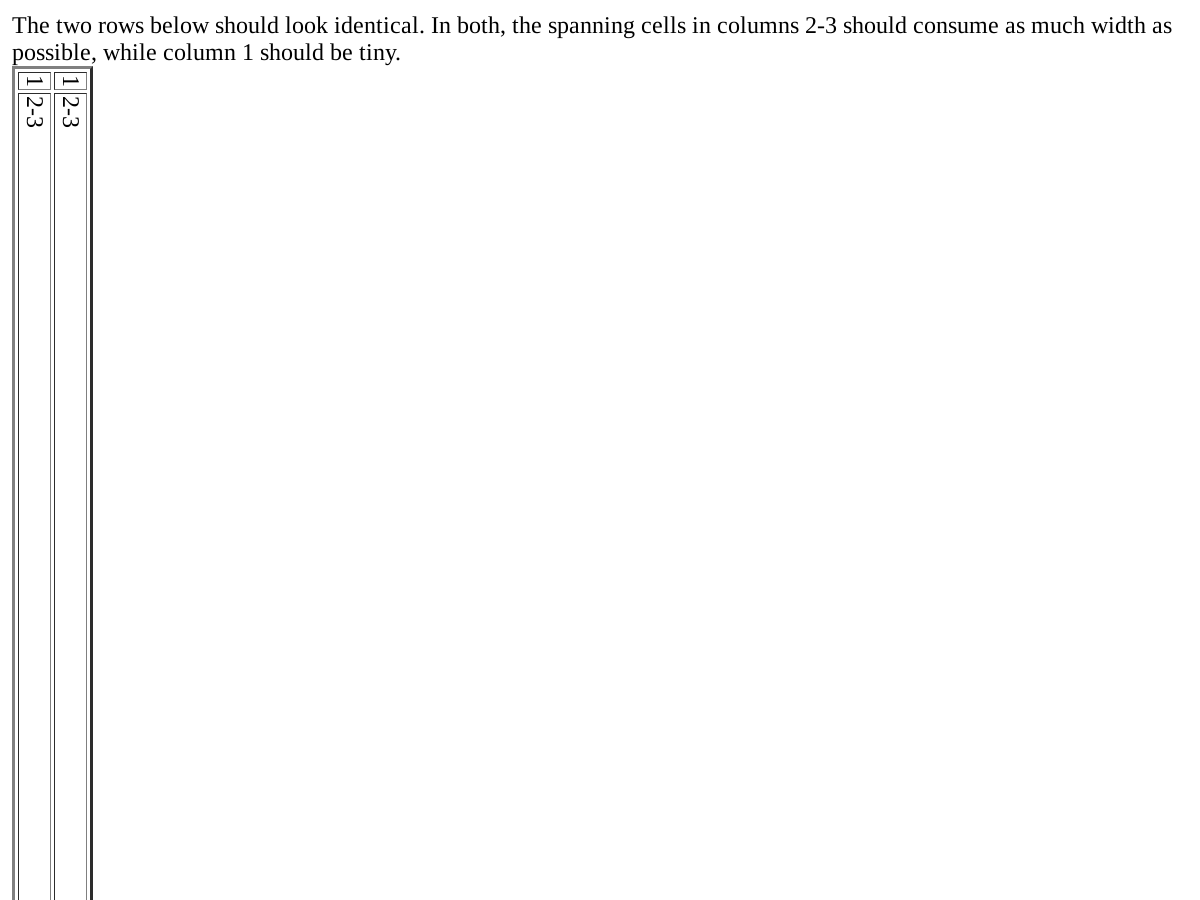 The two rows below should look identical. In both, the spanning cells in columns 2-3 should consume as much width as
possible, while column 1 should be tiny.
1 1
2-3 2-3